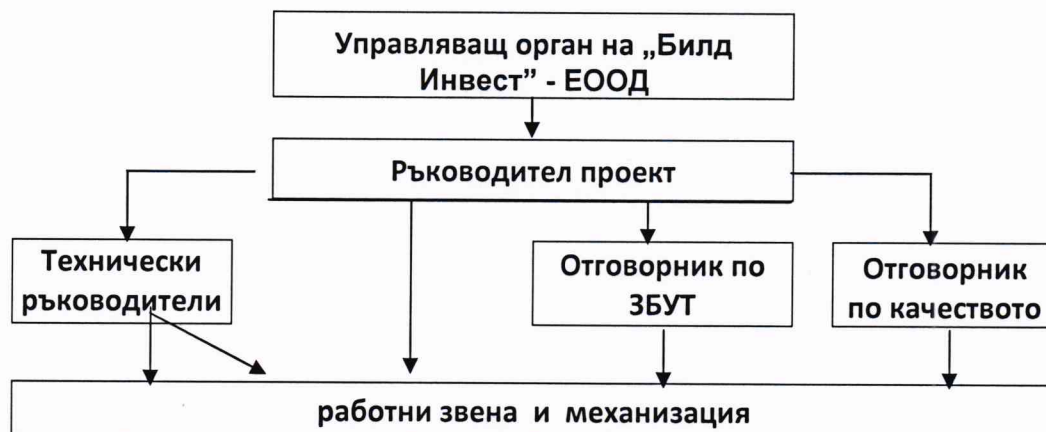 Управляващ орган на „Билд
Инвест” - ЕООД
Ръководител проект
Технически
ръководители
Отговорник по
ЗБУТ
Отговорник
по качеството
работни звена и механизация